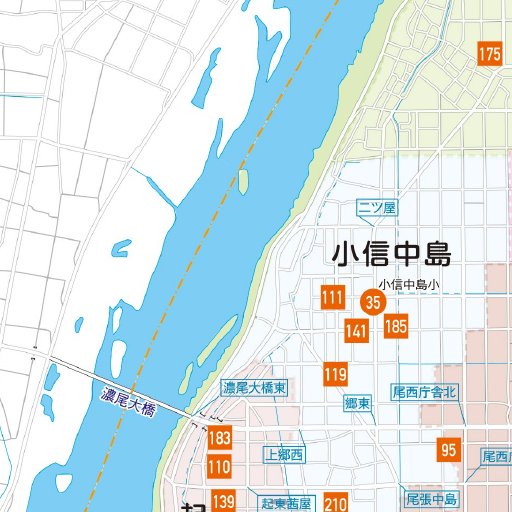 175
二ツ屋
小信中島
小信中島小
111
35
141
185
119
濃尾大橋東
尾西庁舎北
濃尾大橋
郷東
183
95
上郷西
110
139
起東茜屋
210
尾張中島